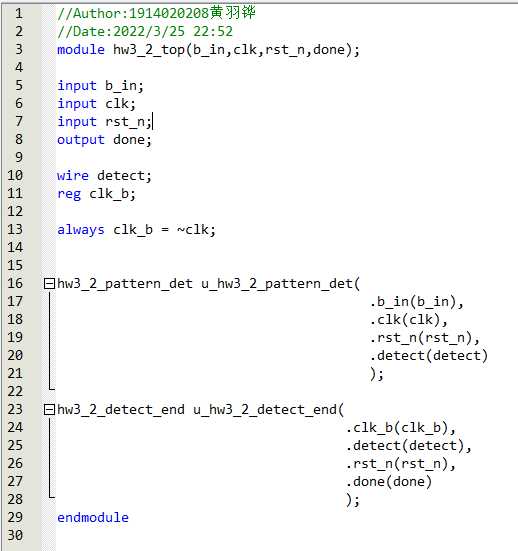 1 //Author:1914020208黄羽铧
2 //Date:2022/3/25 22:52
3 module hw3_2_top(b_in,clk,rst_n,done);
4
5 input b_in;
6 input clk;
7 input rst_n;
8 output done;
9
10 wire detect;
11 reg clk_b;
12
13 always clk_b = ~clk;
14
15
16 hw3_2_pattern_det u_hw3_2_pattern_det(
17 .b_in(b_in),
18 .clk(clk),
19 .rst_n(rst_n),
20 .detect(detect)
21 );
22
23 hw3_2_detect_end u_hw3_2_detect_end(
24 .clk_b(clk_b),
25 .detect(detect),
26 .rst_n(rst_n),
27 .done(done)
28 );
29 endmodule
30